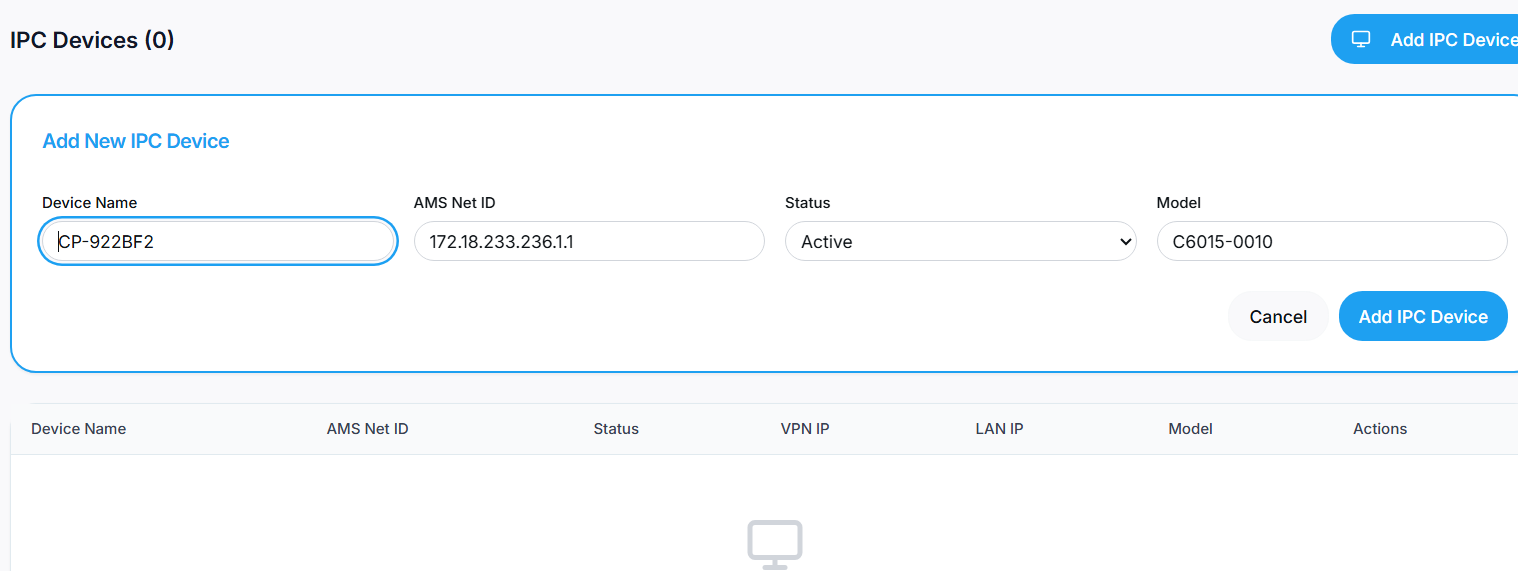 IPC Devices (0)
Add IPC Device
Add New IPC Device
Device Name
AMS Net ID
Status
Model
CP-922BF2
172.18.233.236.1.1
Active
C6015-0010
Cancel
Add IPC Device
Device Name
AMS Net ID
Status
VPN IP
LAN IP
Model
Actions